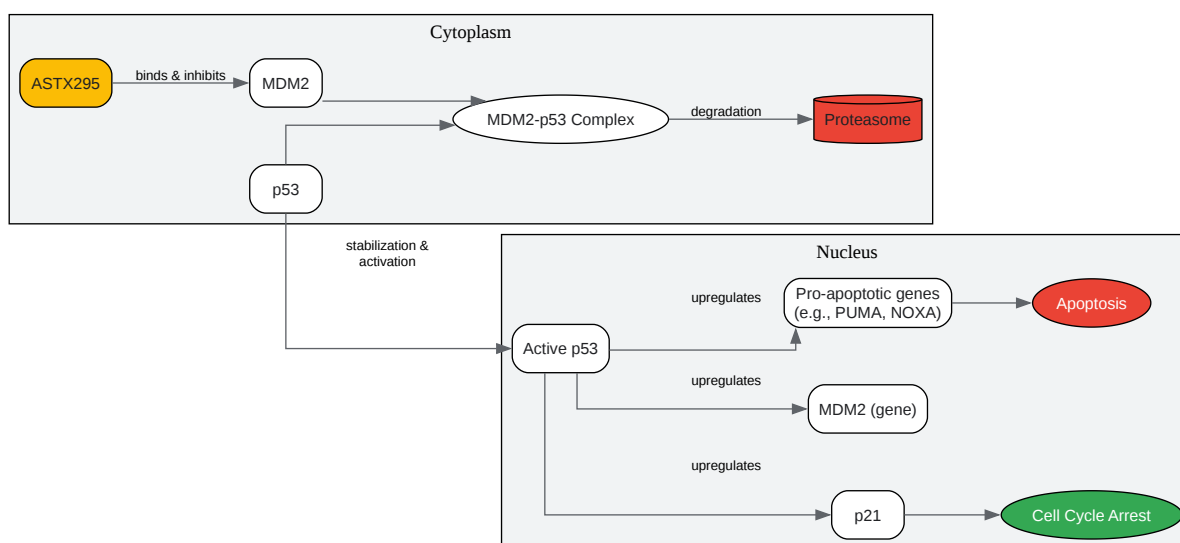 Cytoplasm
ASTX295
binds & inhibits
MDM2
MDM2-p53 Complex
degradation
Proteasome
p53
stabilization &
activation
Nucleus
Active p53
upregulates
Pro-apoptotic genes
(e.g., PUMA, NOXA)
Apoptosis
upregulates
MDM2 (gene)
upregulates
p21
Cell Cycle Arrest